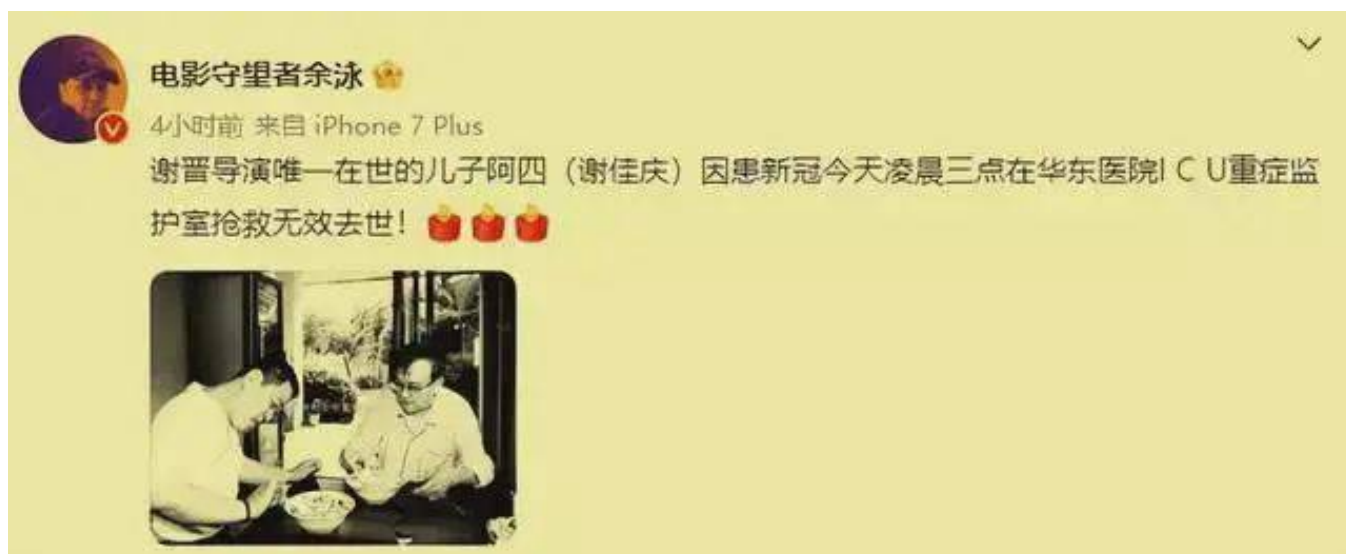 电影守望者余泳
4小时前 来自 iPhone 7 Plus
谢晋导演唯一在世的儿子阿四（谢佳庆）因患新冠今天凌晨三点在华东医院I C U重症监
护室抢救无效去世！